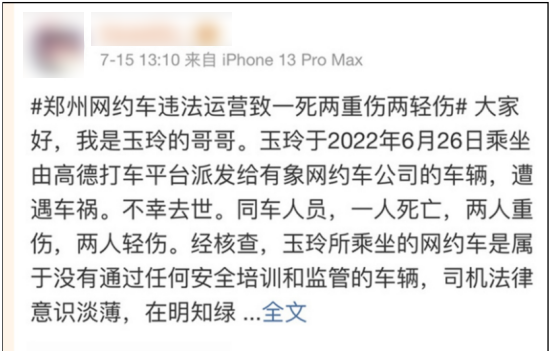 7-15 13:10 来自 iPhone 13 Pro Max
#郑州网约车违法运营致一死两重伤两轻伤# 大家
好，我是玉玲的哥哥。玉玲于2022年6月26日乘坐
由高德打车平台派发给有象网约车公司的车辆，遭
遇车祸。不幸去世。同车人员，一人死亡，两人重
伤，两人轻伤。经核查，玉玲所乘坐的网约车是属
于没有通过任何安全培训和监管的车辆，司机法律
意识淡薄，在明知绿 ...全文